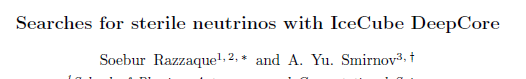 Searches for sterile neutrinos with IceCube DeepCore
Soebur Razzaque1, 2, * and A. Yu. Smirnov3, †